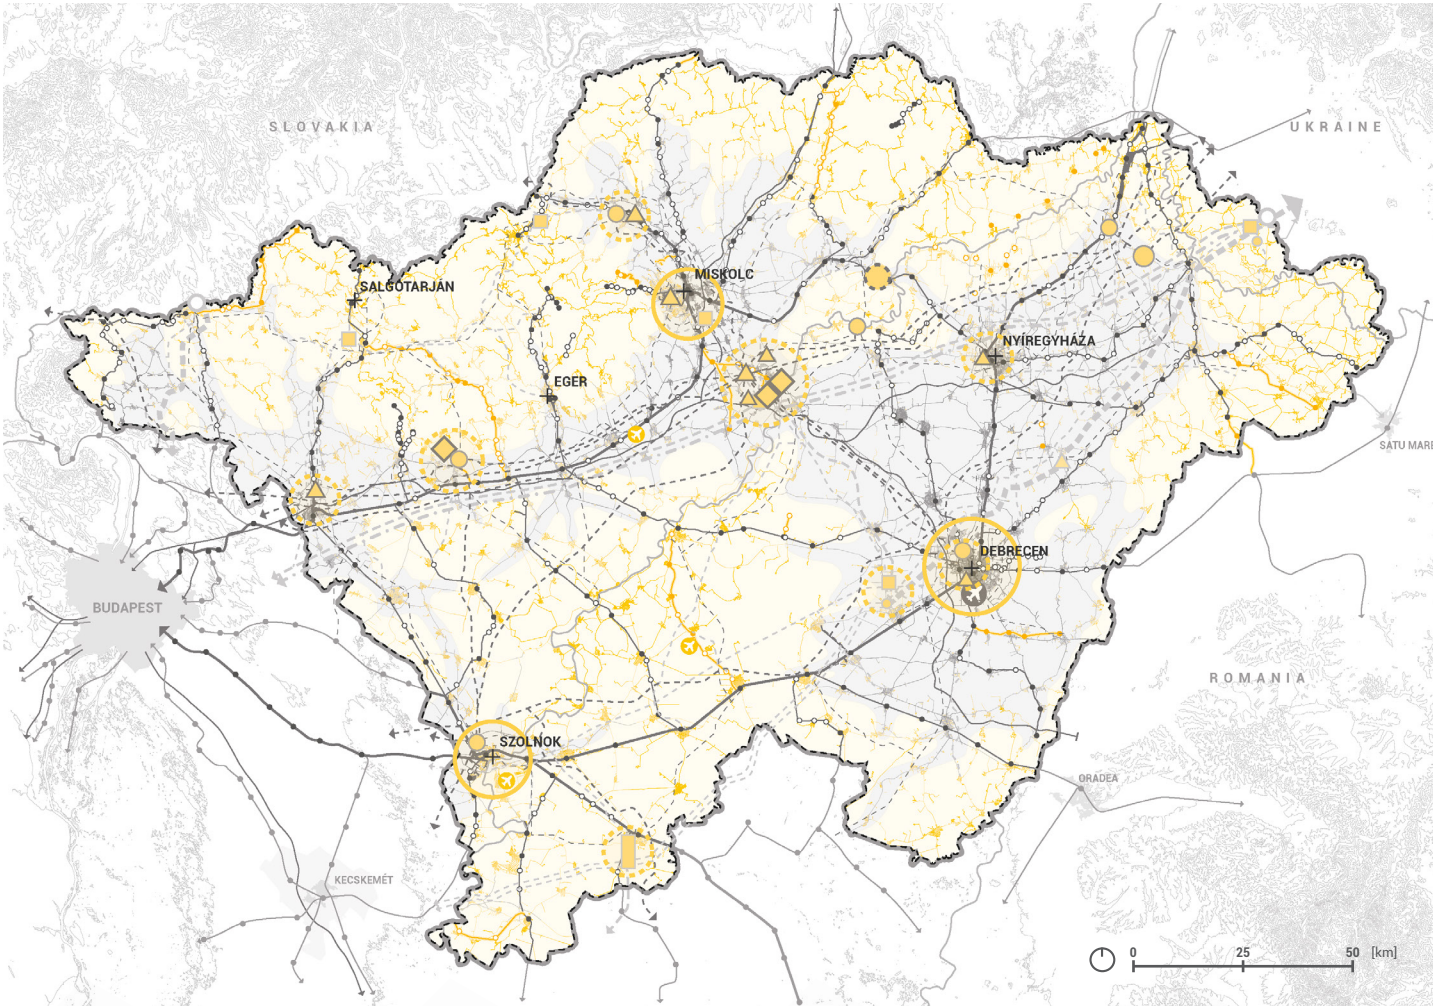 SLOVAKIA
UKRAINE
MISKOLC
SALGÓTARJÁN
NYÍREGYHÁZA
EGER
SATU MARE
DEBRECEN
BUDAPEST
ROMANIA
SZOLNOK
ORADEA
KECSKEMÉT
0 25 50 [km]